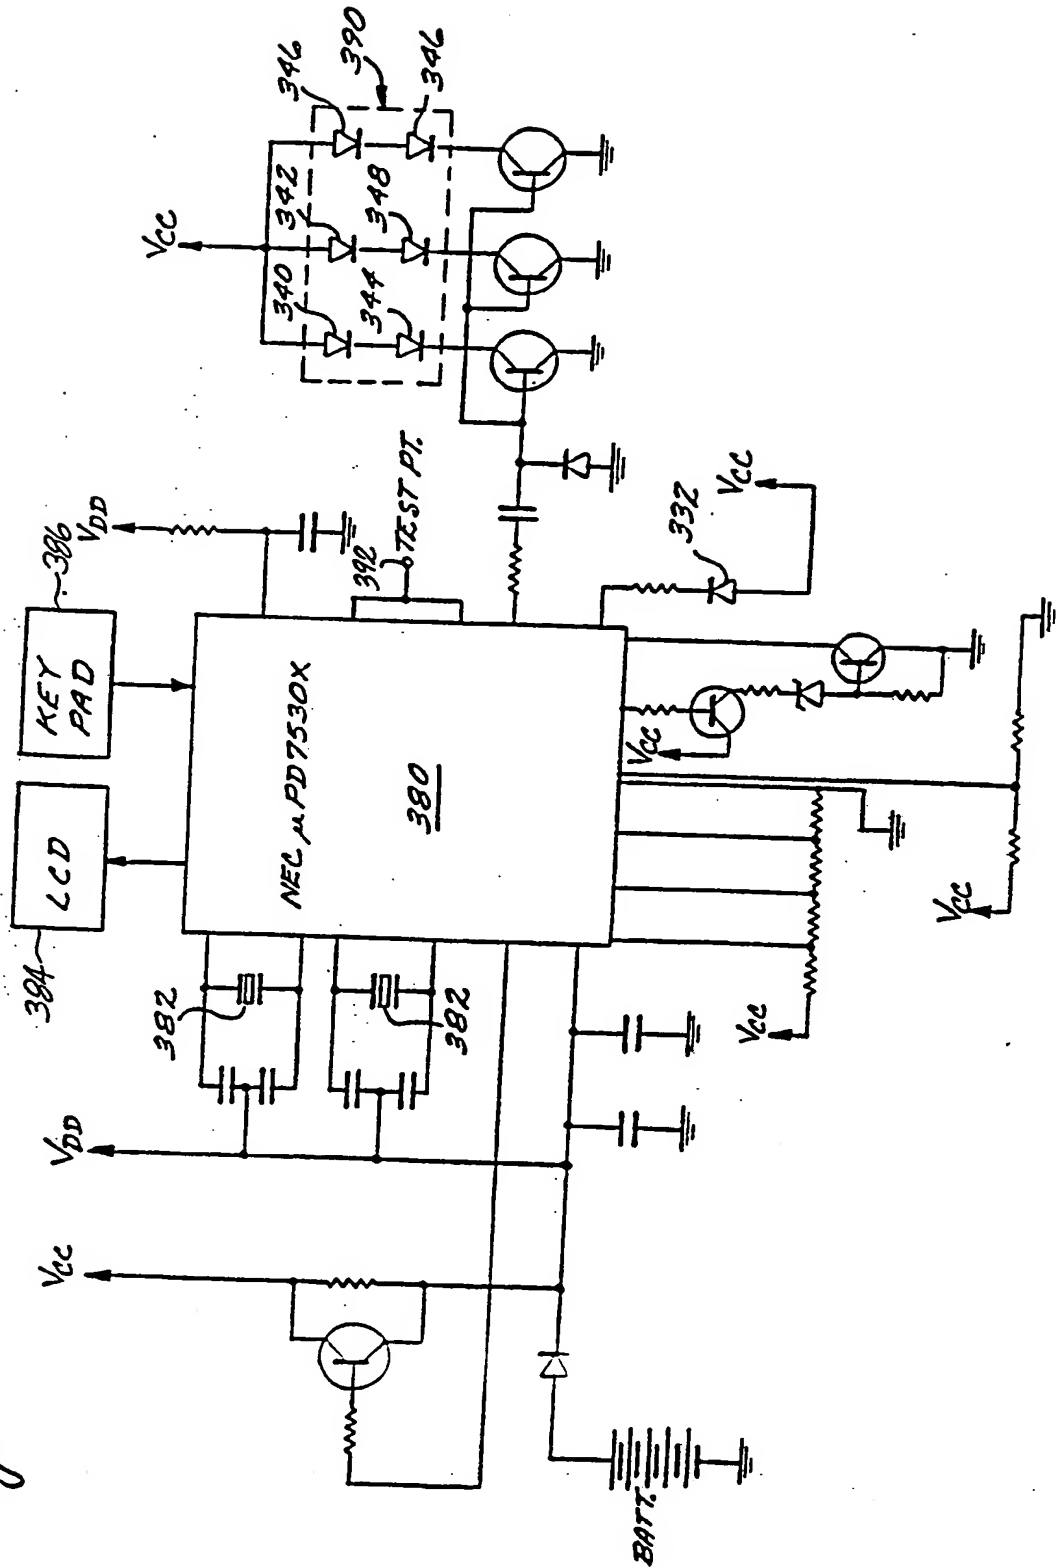 346
390
346
342
348
VCC
340
344
386
VDD
KEY
PAD
392
TEST PT.
332
VCC
LCD
384
NEC µPD7530X
380
VCC
382
382
VCC
VCC
VDD
VCC
BATT.